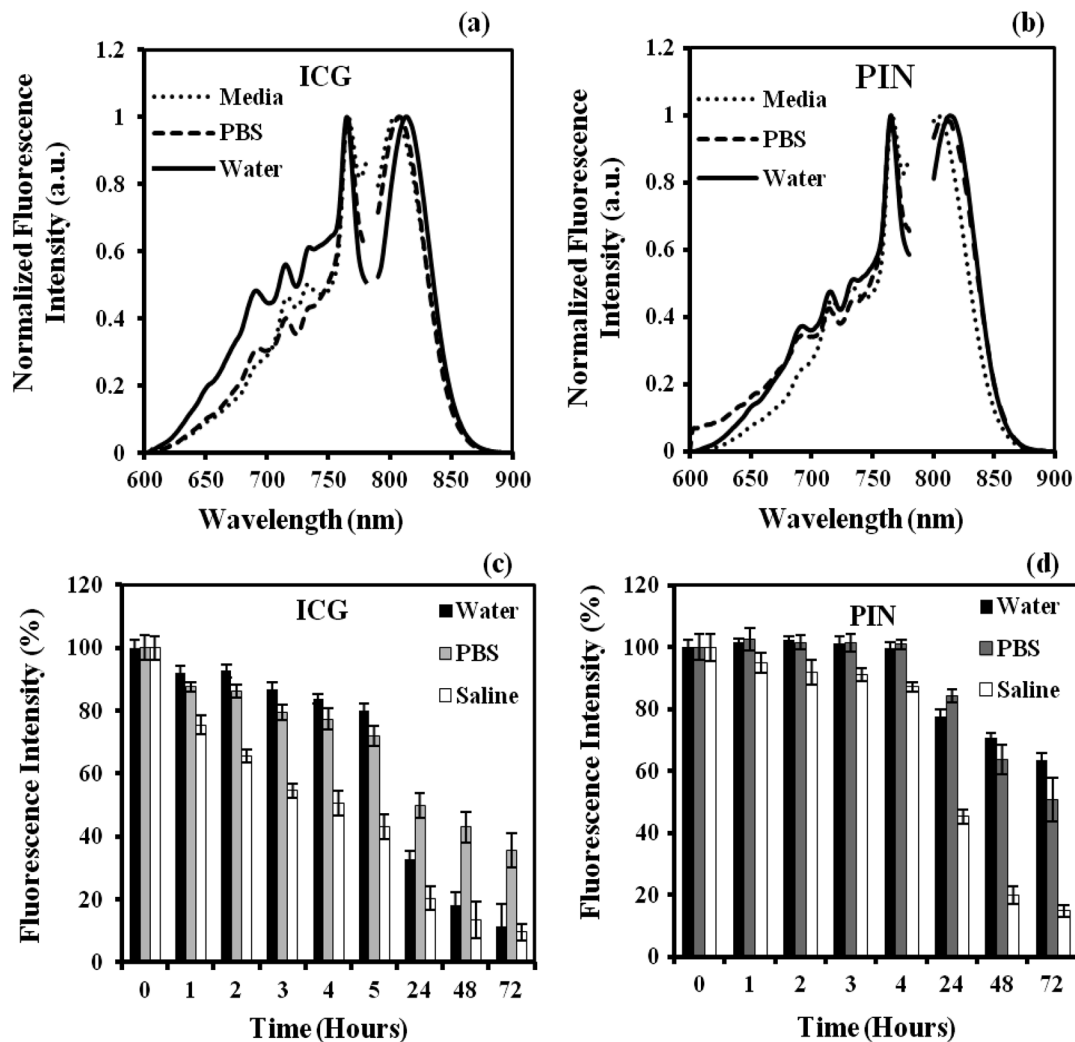 (a)
ICG
Media
PBS
Water
Normalized Fluorescence
Intensity (a.u.)
1.2
1
0.8
0.6
0.4
0.2
0
600 650 700 750 800 850 900
Wavelength (nm)
(b)
PIN
Media
PBS
Water
Normalized Fluorescence
Intensity (a.u.)
1.2
1
0.8
0.6
0.4
0.2
0
600 650 700 750 800 850 900
Wavelength (nm)
(c)
ICG
Water
PBS
Saline
Fluorescence Intensity (%)
120
100
80
60
40
20
0
0 1 2 3 4 5 24 48 72
Time (Hours)
(d)
PIN
Water
PBS
Saline
Fluorescence Intensity (%)
120
100
80
60
40
20
0
0 1 2 3 4 24 48 72
Time (Hours)